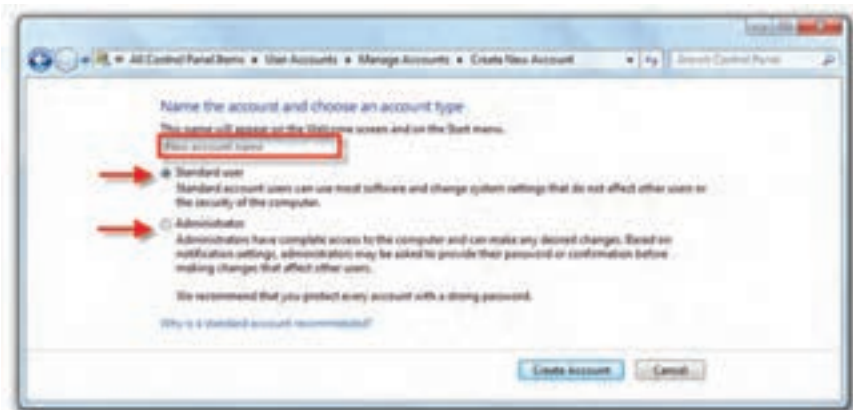 All Control Panel Items User Accounts Manage Accounts Create New Account Search Control Panel
Name the account and choose an account type
This name will appear on the Welcome screen and on the Start menu.
New account name
Standard user
Standard account users can use most software and change system settings that do not affect other users or
the security of the computer.
Administrator
Administrators have complete access to the computer and can make any desired changes. Based on
notification settings, administrators may be asked to provide their password or confirmation before
making changes that affect other users.
We recommend that you protect every account with a strong password.
Why is a standard account recommended?
Create Account Cancel